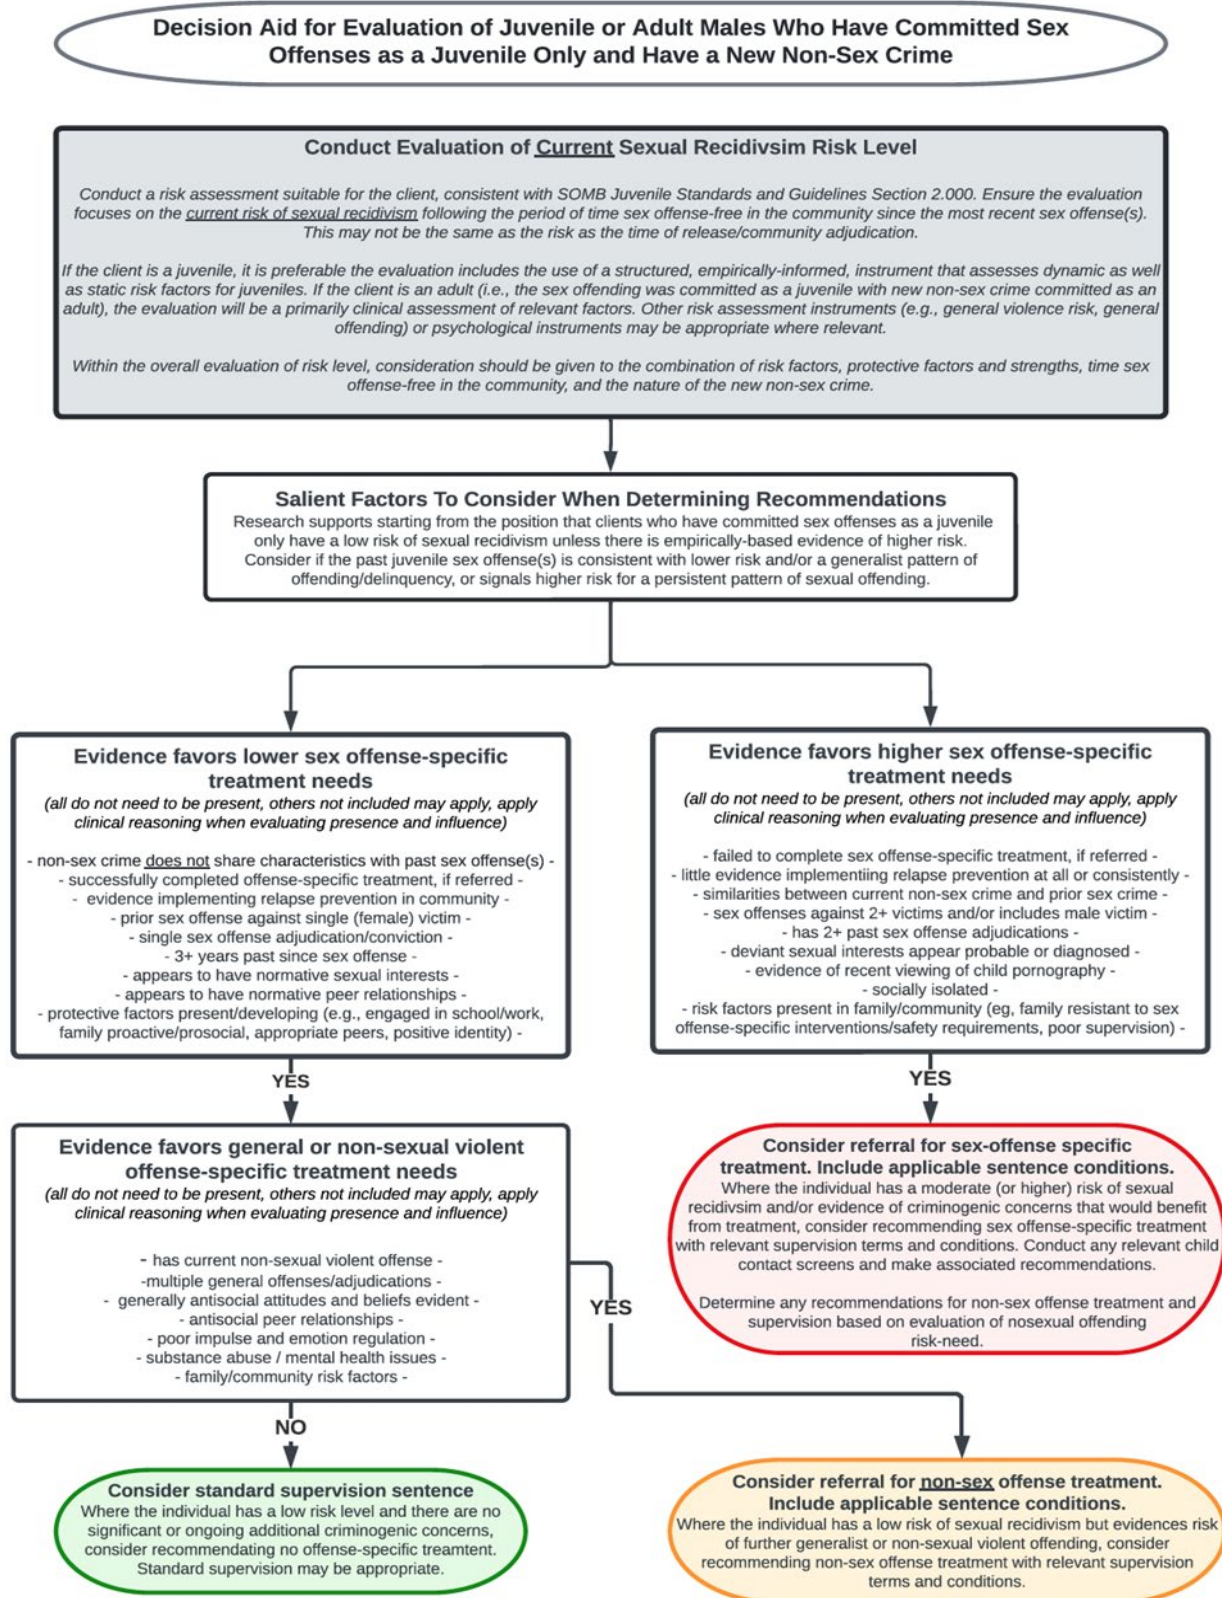 Decision Aid for Evaluation of Juvenile or Adult Males Who Have Committed Sex
Offenses as a Juvenile Only and Have a New Non-Sex Crime
Conduct Evaluation of Current Sexual Recidivsim Risk Level
Conduct a risk assessment suitable for the client, consistent with SOMB Juvenile Standards and Guidelines Section 2.000. Ensure the evaluation
focuses on the current risk of sexual recidivism following the period of time sex offense-free in the community since the most recent sex offense(s).
This may not be the same as the risk as the time of release/community adjudication.
If the client is a juvenile, it is preferable the evaluation includes the use of a structured, empirically-informed, instrument that assesses dynamic as well
as static risk factors for juveniles. If the client is an adult (i.e., the sex offending was committed as a juvenile with new non-sex crime committed as an
adult), the evaluation will be a primarily clinical assessment of relevant factors. Other risk assessment instruments (e.g., general violence risk, general
offending) or psychological instruments may be appropriate where relevant.
Within the overall evaluation of risk level, consideration should be given to the combination of risk factors, protective factors and strengths, time sex
offense-free in the community, and the nature of the new non-sex crime.
Salient Factors To Consider When Determining Recommendations
Research supports starting from the position that clients who have committed sex offenses as a juvenile
only have a low risk of sexual recidivism unless there is empirically-based evidence of higher risk.
Consider if the past juvenile sex offense(s) is consistent with lower risk and/or a generalist pattern of
offending/delinquency, or signals higher risk for a persistent pattern of sexual offending.
Evidence favors lower sex offense-specific
treatment needs
(all do not need to be present, others not included may apply, apply
clinical reasoning when evaluating presence and influence)
- non-sex crime does not share characteristics with past sex offense(s) -
- successfully completed offense-specific treatment, if referred -
- evidence implementing relapse prevention in community -
- prior sex offense against single (female) victim -
- single sex offense adjudication/conviction -
- 3+ years past since sex offense -
- appears to have normative sexual interests -
- appears to have normative peer relationships -
- protective factors present/developing (e.g., engaged in school/work,
family proactive/prosocial, appropriate peers, positive identity) -
YES
Evidence favors general or non-sexual violent
offense-specific treatment needs
(all do not need to be present, others not included may apply, apply
clinical reasoning when evaluating presence and influence)
- has current non-sexual violent offense -
-multiple general offenses/adjudications -
- generally antisocial attitudes and beliefs evident -
- antisocial peer relationships -
- poor impulse and emotion regulation -
- substance abuse / mental health issues -
- family/community risk factors -
NO
Consider standard supervision sentence
Where the individual has a low risk level and there are no
significant or ongoing additional criminogenic concerns,
consider recommendating no offense-specific treamtent.
Standard supervision may be appropriate.
Evidence favors higher sex offense-specific
treatment needs
(all do not need to be present, others not included may apply, apply
clinical reasoning when evaluating presence and influence)
- failed to complete sex offense-specific treatment, if referred -
- little evidence implementiing relapse prevention at all or consistently -
- similarities between current non-sex crime and prior sex crime -
- sex offenses against 2+ victims and/or includes male victim -
- has 2+ past sex offense adjudications -
- deviant sexual interests appear probable or diagnosed -
- evidence of recent viewing of child pornography -
- socially isolated -
- risk factors present in family/community (eg, family resistant to sex
offense-specific interventions/safety requirements, poor supervision) -
YES
Consider referral for sex-offense specific
treatment. Include applicable sentence conditions.
Where the individual has a moderate (or higher) risk of sexual
recidivsim and/or evidence of criminogenic concerns that would benefit
from treatment, consider recommending sex offense-specific treatment
with relevant supervision terms and conditions. Conduct any relevant child
contact screens and make associated recommendations.
Determine any recommendations for non-sex offense treatment and
supervision based on evaluation of nosexual offending
risk-need.
YES
Consider referral for non-sex offense treatment.
Include applicable sentence conditions.
Where the individual has a low risk of sexual recidivism but evidences risk
of further generalist or non-sexual violent offending, consider
recommending non-sex offense treatment with relevant supervision
terms and conditions.